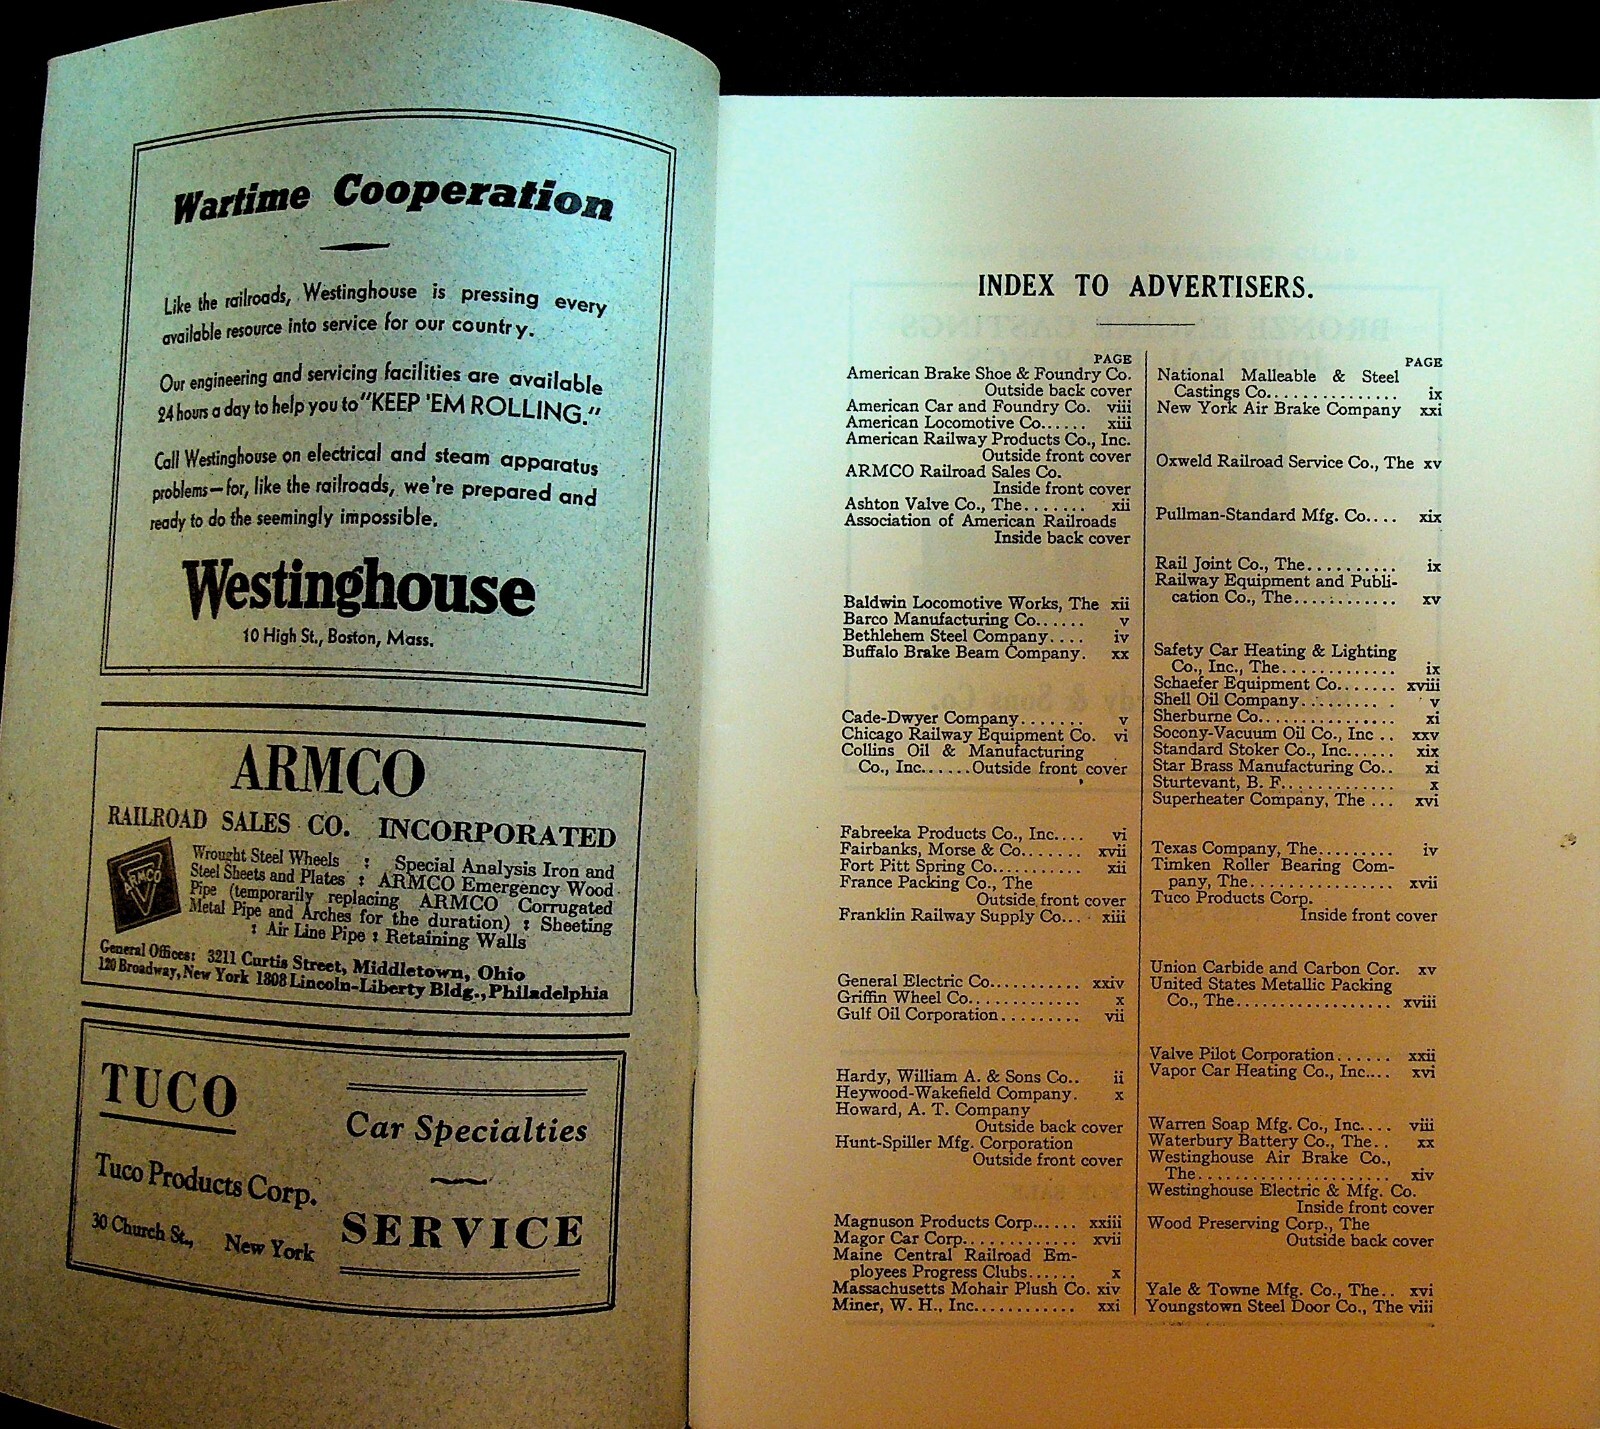 Wartime Cooperation
Like the railroads, Westinghouse is pressing every
available resource into service for our country.
Our engineering and servicing facilities are available
24 hours a day to help you to "KEEP 'EM ROLLING."
Call Westinghouse on electrical and steam apparatus
problems—for, like the railroads, we're prepared and
ready to do the seemingly impossible.
Westinghouse
10 High St., Boston, Mass.
ARMCO
RAILROAD SALES CO. INCORPORATED
ARMCO
Wrought Steel Wheels : Special Analysis Iron and
Steel Sheets and Plates : ARMCO Emergency Wood
Pipe (temporarily replacing ARMCO Corrugated
Metal Pipe and Arches for the duration) : Sheeting
: Air Line Pipe : Retaining Walls
General Offices: 3211 Curtis Street, Middletown, Ohio
120 Broadway, New York 1808 Lincoln-Liberty Bldg., Philadelphia
TUCO
Tuco Products Corp.
30 Church St., New York
Car Specialties
SERVICE
INDEX TO ADVERTISERS.
PAGE
American Brake Shoe & Foundry Co.
Outside back cover
American Car and Foundry Co. viii
American Locomotive Co...... xiii
American Railway Products Co., Inc.
Outside front cover
ARMCO Railroad Sales Co.
Inside front cover
Ashton Valve Co., The....... xii
Association of American Railroads
Inside back cover
Baldwin Locomotive Works, The xii
Barco Manufacturing Co...... v
Bethlehem Steel Company.... iv
Buffalo Brake Beam Company. xx
Cade-Dwyer Company....... v
Chicago Railway Equipment Co. vi
Collins Oil & Manufacturing
Co., Inc......Outside front cover
Fabreeka Products Co., Inc.... vi
Fairbanks, Morse & Co....... xvii
Fort Pitt Spring Co.......... xii
France Packing Co., The
Outside front cover
Franklin Railway Supply Co... xiii
General Electric Co.......... xxiv
Griffin Wheel Co............ x
Gulf Oil Corporation......... vii
Hardy, William A. & Sons Co.. ii
Heywood-Wakefield Company. x
Howard, A. T. Company
Outside back cover
Hunt-Spiller Mfg. Corporation
Outside front cover
Magnuson Products Corp...... xxiii
Magor Car Corp............. xvii
Maine Central Railroad Em-
ployees Progress Clubs...... x
Massachusetts Mohair Plush Co. xiv
Miner, W. H., Inc............ xxi
PAGE
National Malleable & Steel
Castings Co............... ix
New York Air Brake Company xxi
Oxweld Railroad Service Co., The xv
Pullman-Standard Mfg. Co.... xix
Rail Joint Co., The.......... ix
Railway Equipment and Publi-
cation Co., The............ xv
Safety Car Heating & Lighting
Co., Inc., The............. ix
Schaefer Equipment Co....... xviii
Shell Oil Company.......... v
Sherburne Co............... xi
Socony-Vacuum Oil Co., Inc .. xxv
Standard Stoker Co., Inc...... xix
Star Brass Manufacturing Co.. xi
Sturtevant, B. F............. x
Superheater Company, The ... xvi
Texas Company, The......... iv
Timken Roller Bearing Com-
pany, The................ xvii
Tuco Products Corp.
Inside front cover
Union Carbide and Carbon Cor. xv
United States Metallic Packing
Co., The.................. xviii
Valve Pilot Corporation...... xxii
Vapor Car Heating Co., Inc.... xvi
Warren Soap Mfg. Co., Inc.... viii
Waterbury Battery Co., The.. xx
Westinghouse Air Brake Co.,
The...................... xiv
Westinghouse Electric & Mfg. Co.
Inside front cover
Wood Preserving Corp., The
Outside back cover
Yale & Towne Mfg. Co., The.. xvi
Youngstown Steel Door Co., The viii